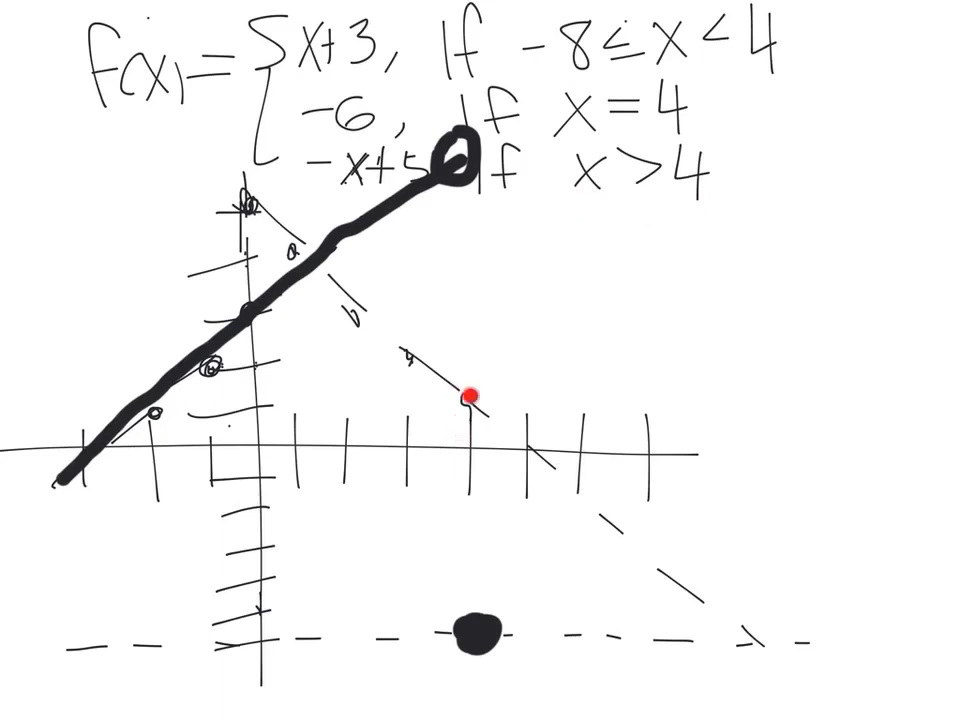 f(x) = { x+3, If -8 ≤ x < 4
-6, If x = 4
-x+5 If x > 4